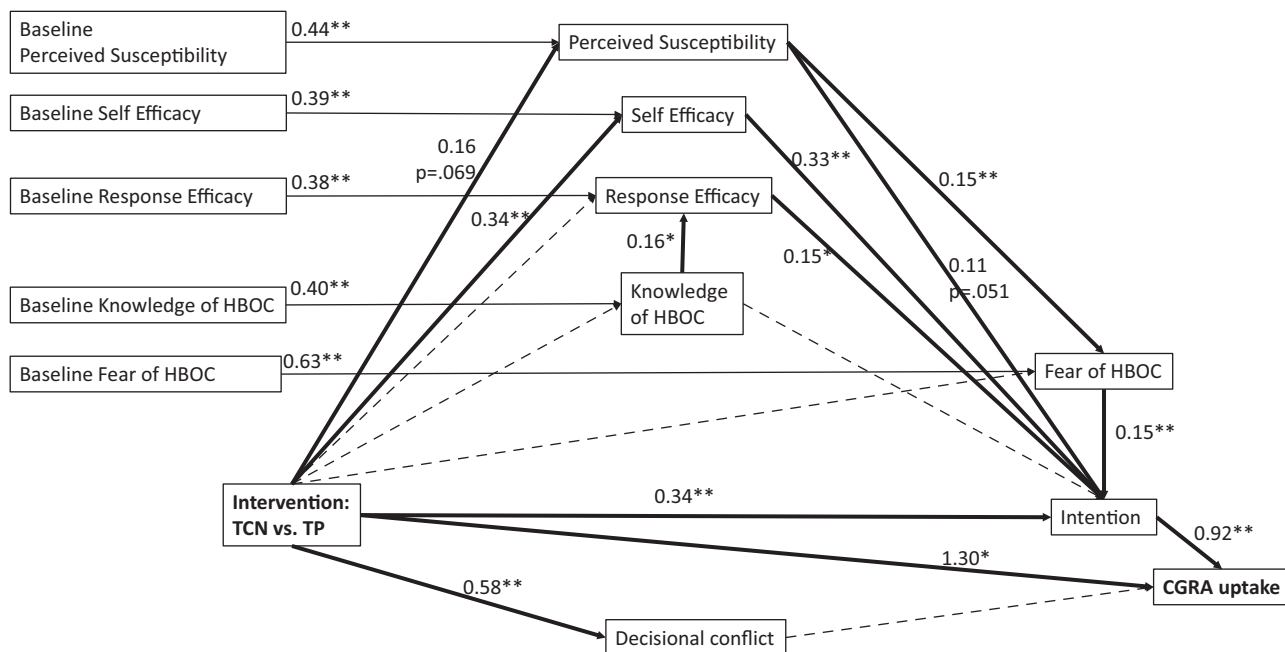 Baseline
Perceived Susceptibility
0.44**
Perceived Susceptibility
Baseline Self Efficacy
0.39**
Self Efficacy
0.16
p=.069
0.33**
0.15**
Baseline Response Efficacy
0.38**
Response Efficacy
0.34**
0.16*
0.15*
0.11
p=.051
Baseline Knowledge of HBOC
0.40**
Knowledge
of HBOC
Baseline Fear of HBOC
0.63**
Fear of HBOC
0.15**
Intervention:
TCN vs. TP
0.34**
Intention
0.92**
1.30*
CGRA uptake
0.58**
Decisional conflict